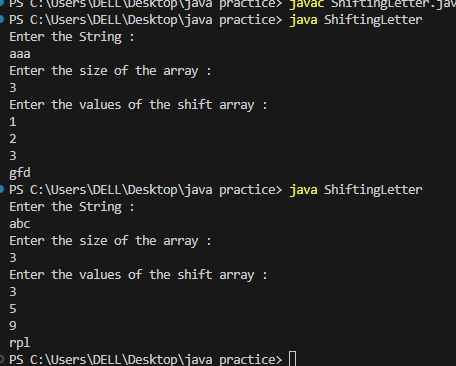 PS C:\Users\DELL\Desktop\java practice> javac ShiftingLetter.jav
PS C:\Users\DELL\Desktop\java practice> java ShiftingLetter
Enter the String :
aaa
Enter the size of the array :
3
Enter the values of the shift array :
1
2
3
gfd
PS C:\Users\DELL\Desktop\java practice> java ShiftingLetter
Enter the String :
abc
Enter the size of the array :
3
Enter the values of the shift array :
3
5
9
rpl
PS C:\Users\DELL\Desktop\java practice>